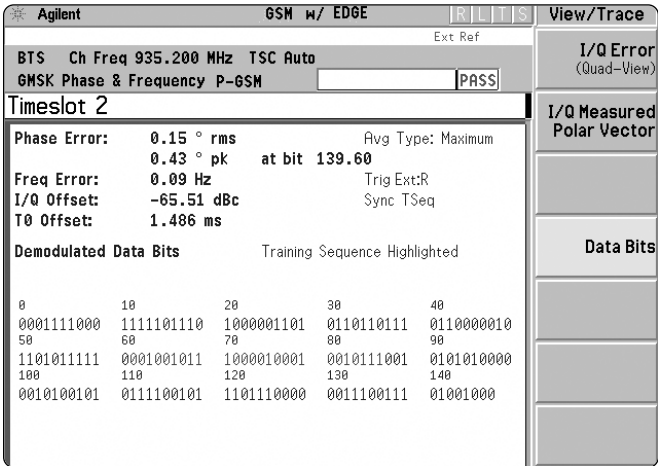 Agilent GSM w/ EDGE R L T S View/Trace
Ext Ref
BTS Ch Freq 935.200 MHz TSC Auto
GMSK Phase & Frequency P-GSM PASS
I/Q Error
(Quad-View)
Timeslot 2
I/Q Measured
Polar Vector
Phase Error: 0.15 ° rms Avg Type: Maximum
0.43 ° pk at bit 139.60
Freq Error: 0.09 Hz Trig Ext:R
I/Q Offset: -65.51 dBc Sync TSeq
T0 Offset: 1.486 ms
Demodulated Data Bits Training Sequence Highlighted
Data Bits
0 10 20 30 40
0001111000 1111101110 1000001101 0110110111 0110000010
50 60 70 80 90
1101011111 0001001011 1000010001 0010111001 0101010000
100 110 120 130 140
0010100101 0111100101 1101110000 0011100111 01001000